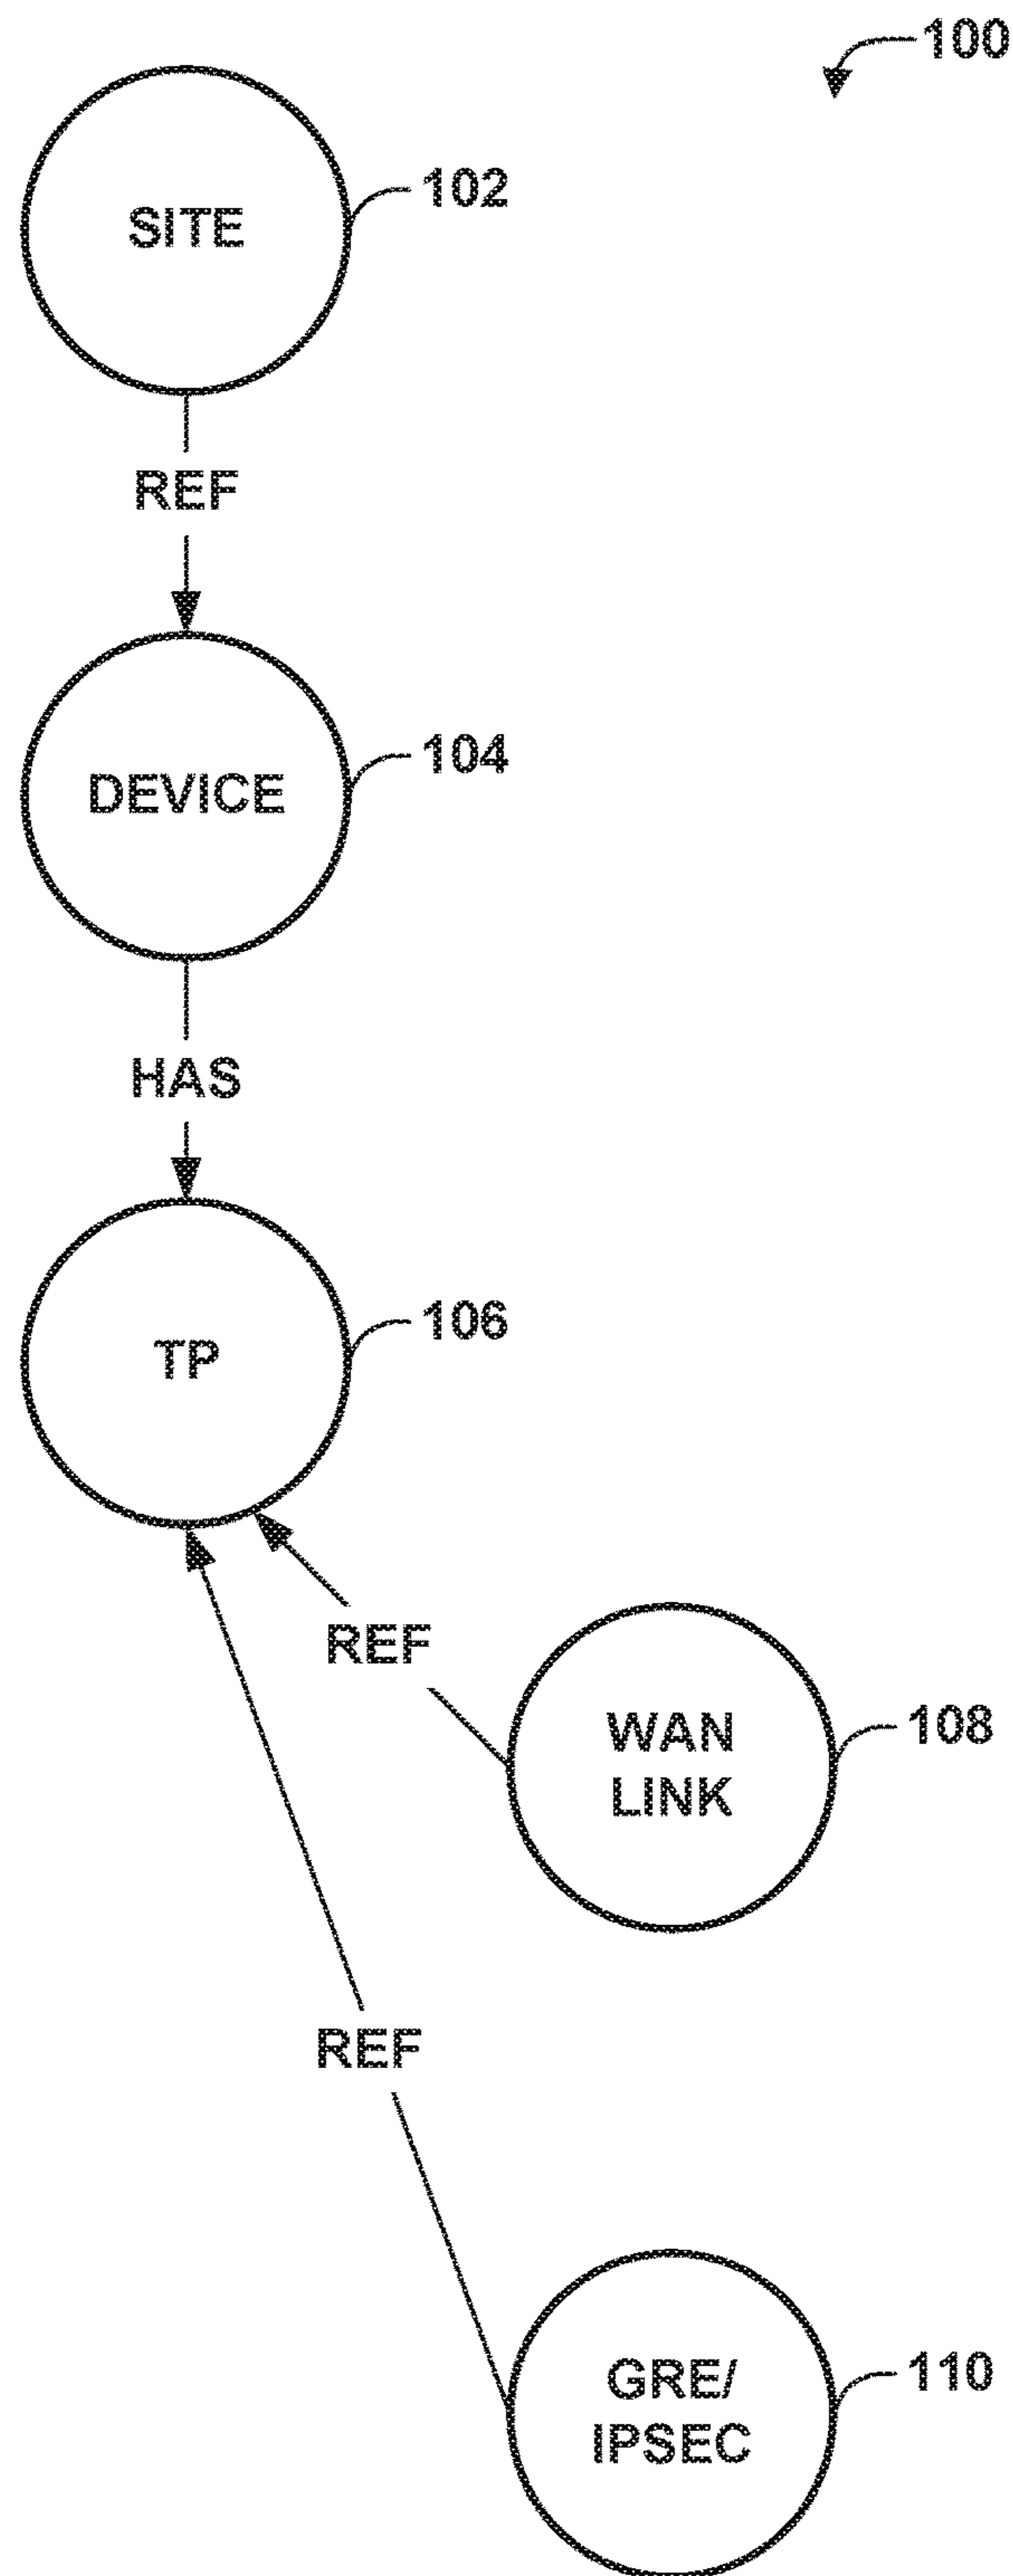 100
SITE
102
REF
DEVICE
104
HAS
TP
106
REF
WAN
LINK
108
REF
GRE/
IPSEC
110